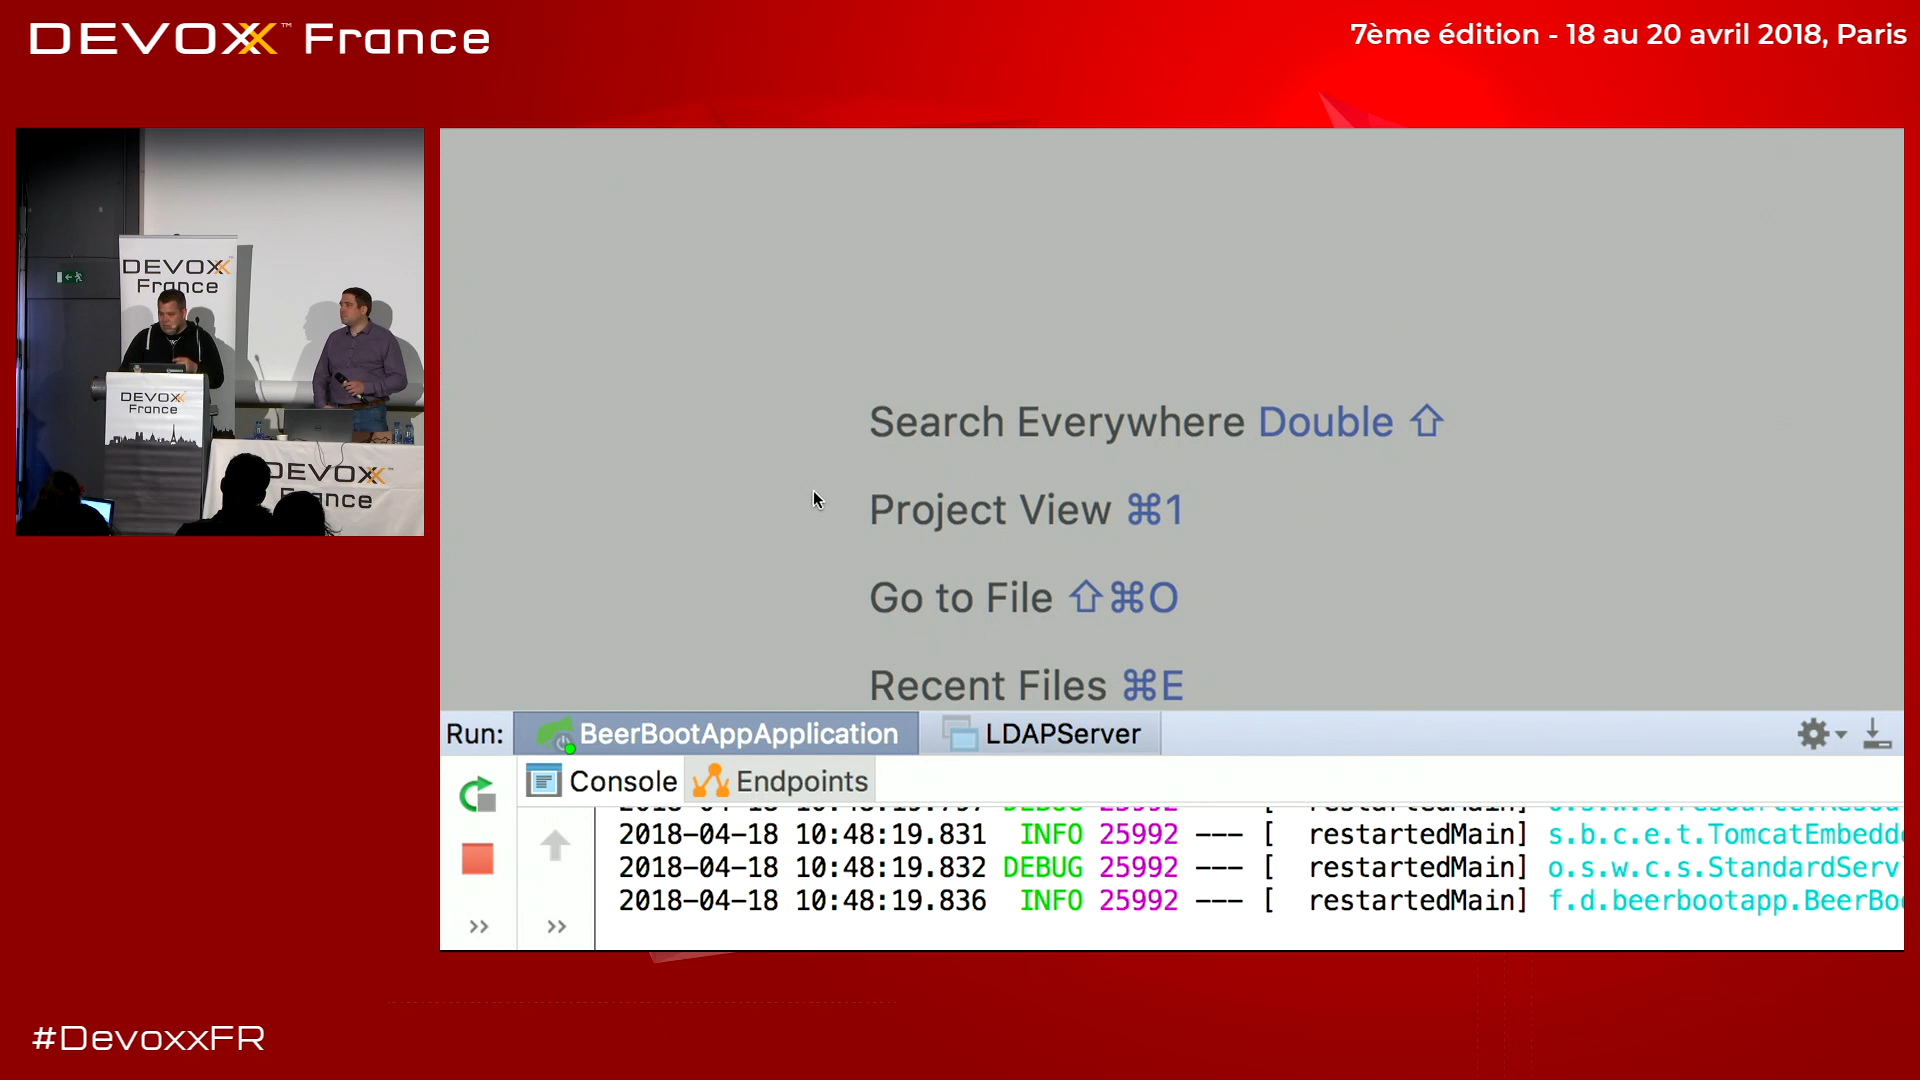 DEVOXX™ France
7ème édition - 18 au 20 avril 2018, Paris
DEVOXX
France
DEVOXX
France
DEVOXX™
France
Search Everywhere Double ⇧
Project View ⌘1
Go to File ⇧⌘O
Recent Files ⌘E
Run: BeerBootAppApplication LDAPServer
Console Endpoints
2018-04-18 10:48:19.831 INFO 25992 --- [ restartedMain] s.b.c.e.t.TomcatEmbedd
2018-04-18 10:48:19.832 DEBUG 25992 --- [ restartedMain] o.s.w.c.s.StandardServ
2018-04-18 10:48:19.836 INFO 25992 --- [ restartedMain] f.d.beerbootapp.BeerBo
#DevoxxFR